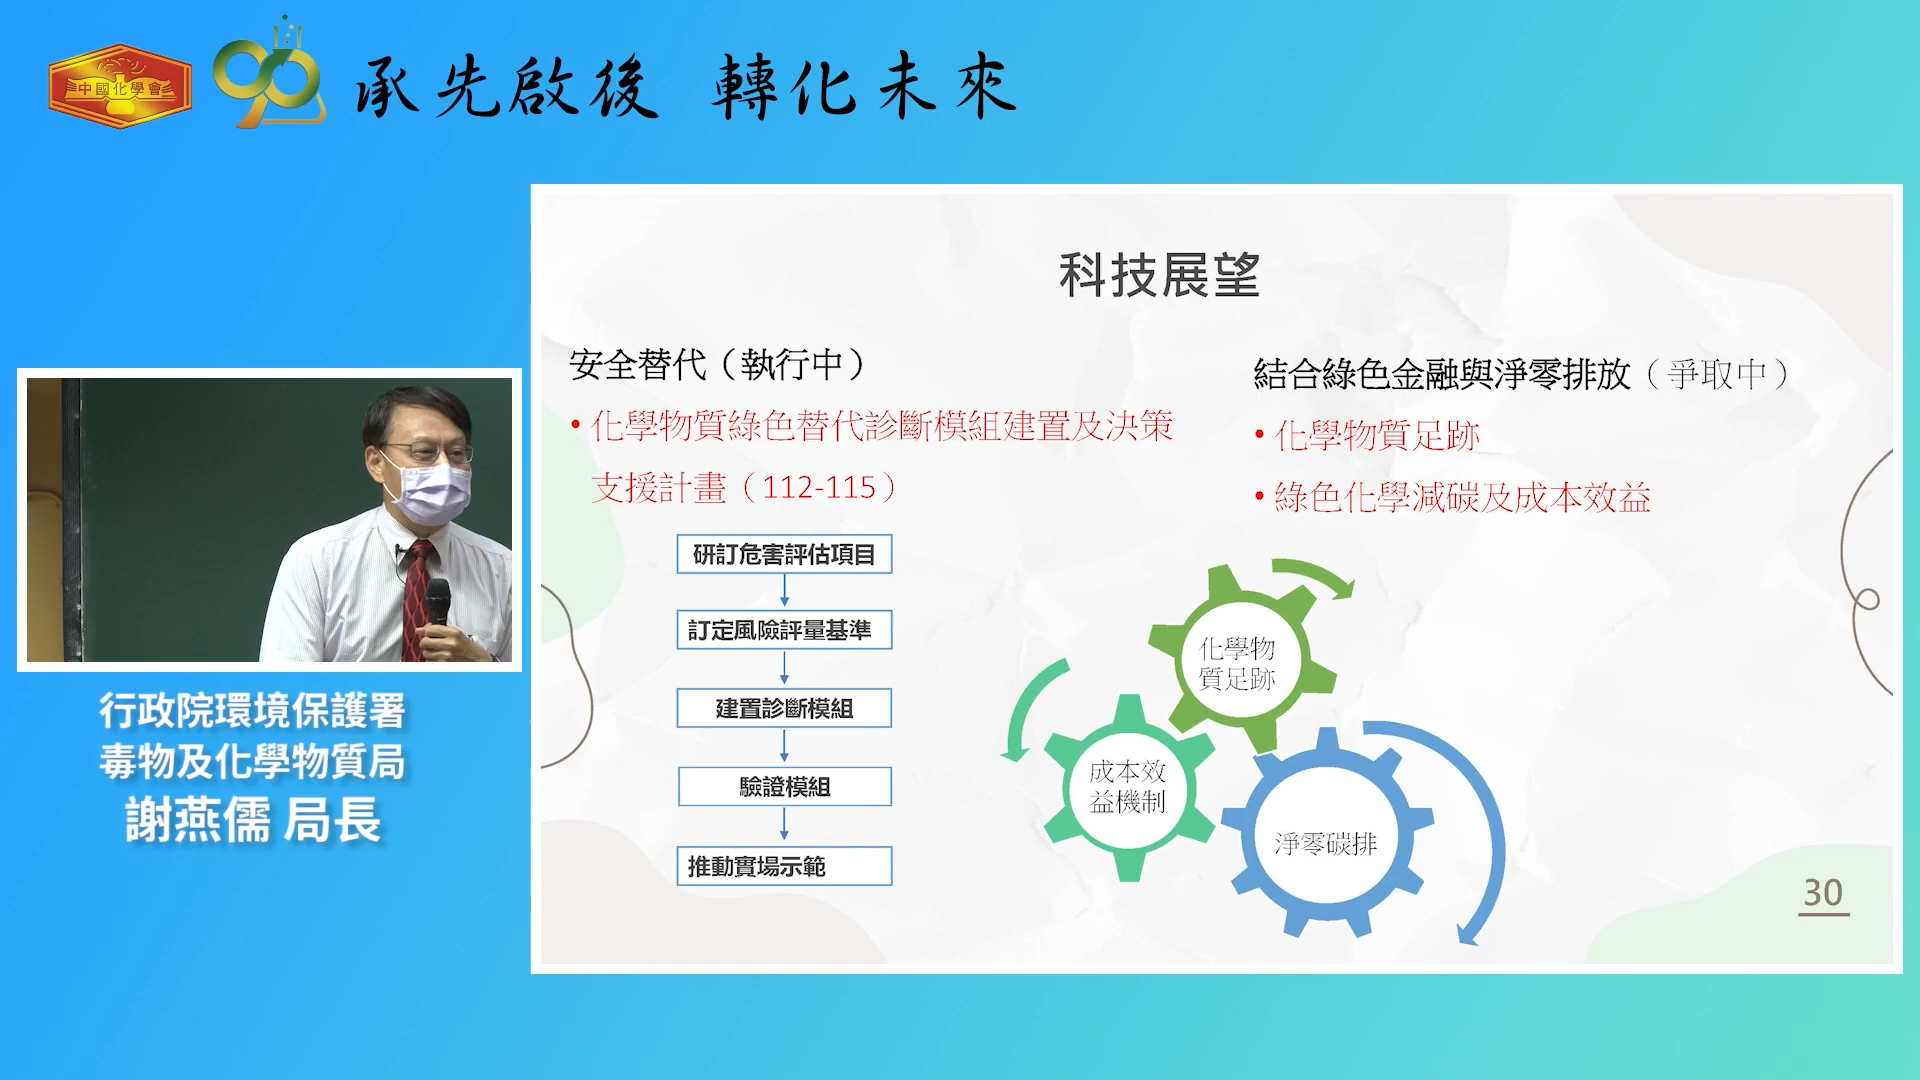 中國化學會
90
承先啟後 轉化未來
科技展望
安全替代（執行中）
• 化學物質綠色替代診斷模組建置及決策
支援計畫（112-115）
研訂危害評估項目
訂定風險評量基準
建置診斷模組
驗證模組
推動實場示範
結合綠色金融與淨零排放（爭取中）
• 化學物質足跡
• 綠色化學減碳及成本效益
化學物
質足跡
成本效
益機制
淨零碳排
30
行政院環境保護署
毒物及化學物質局
謝燕儒 局長